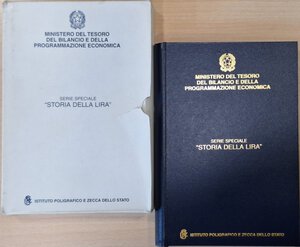 MINISTERO DEL TESORO
DEL BILANCIO E DELLA
PROGRAMMAZIONE ECONOMICA
SERIE SPECIALE
"STORIA DELLA LIRA"
ISTITUTO POLIGRAFICO E ZECCA DELLO STATO
MINISTERO DEL TESORO
DEL BILANCIO E DELLA
PROGRAMMAZIONE ECONOMICA
SERIE SPECIALE
"STORIA DELLA LIRA"
ISTITUTO POLIGRAFICO E ZECCA DELLO STATO